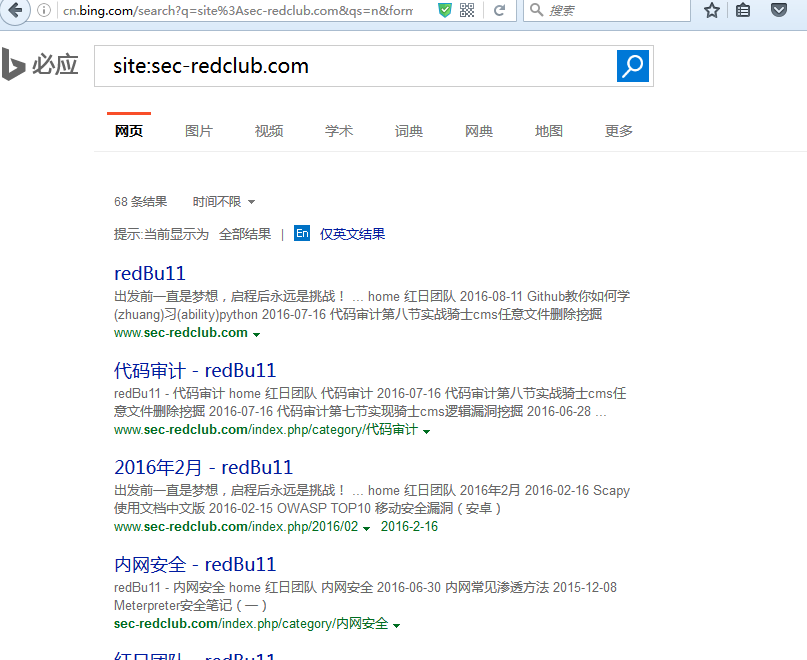 cn.bing.com/search?q=site%3Asec-redclub.com&qs=n&form
搜索
必应
site:sec-redclub.com
网页 图片 视频 学术 词典 网典 地图 更多
68 条结果 时间不限
提示:当前显示为 全部结果 | En 仅英文结果
redBu11
出发前一直是梦想，启程后永远是挑战！ ... home 红日团队 2016-08-11 Github教你如何学
(zhuang)习(ability)python 2016-07-16 代码审计第八节实战骑士cms任意文件删除挖掘
www.sec-redclub.com
代码审计 - redBu11
redBu11 - 代码审计 home 红日团队 代码审计 2016-07-16 代码审计第八节实战骑士cms任
意文件删除挖掘 2016-07-16 代码审计第七节实现骑士cms逻辑漏洞挖掘 2016-06-28 ...
www.sec-redclub.com/index.php/category/代码审计
2016年2月 - redBu11
出发前一直是梦想，启程后永远是挑战！ ... home 红日团队 2016年2月 2016-02-16 Scapy
使用文档中文版 2016-02-15 OWASP TOP10 移动安全漏洞（安卓）
www.sec-redclub.com/index.php/2016/02 2016-2-16
内网安全 - redBu11
redBu11 - 内网安全 home 红日团队 内网安全 2016-06-30 内网常见渗透方法 2015-12-08
Meterpreter安全笔记（一）
sec-redclub.com/index.php/category/内网安全
红日团队 - redBu11